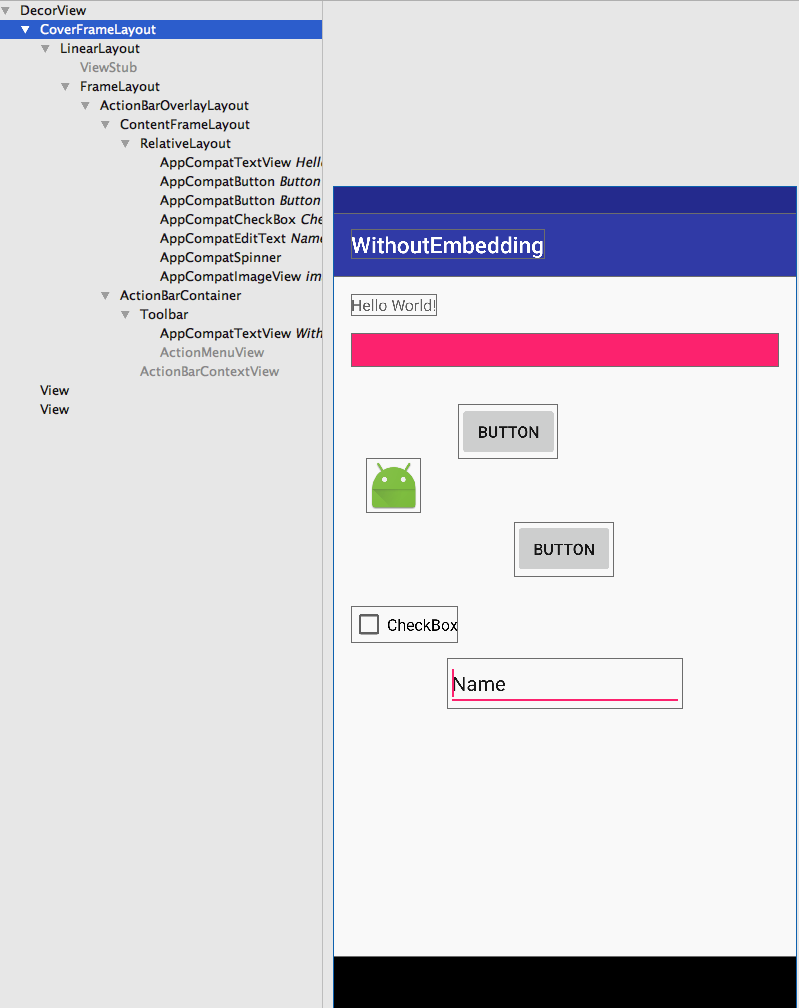 DecorView
CoverFrameLayout
LinearLayout
ViewStub
FrameLayout
ActionBarOverlayLayout
ContentFrameLayout
RelativeLayout
AppCompatTextView Hell
AppCompatButton Button
AppCompatButton Button
AppCompatCheckBox Che
AppCompatEditText Name
AppCompatSpinner
AppCompatImageView im
ActionBarContainer
Toolbar
AppCompatTextView With
ActionMenuView
ActionBarContextView
View
View
WithoutEmbedding
Hello World!
BUTTON
BUTTON
CheckBox
Name